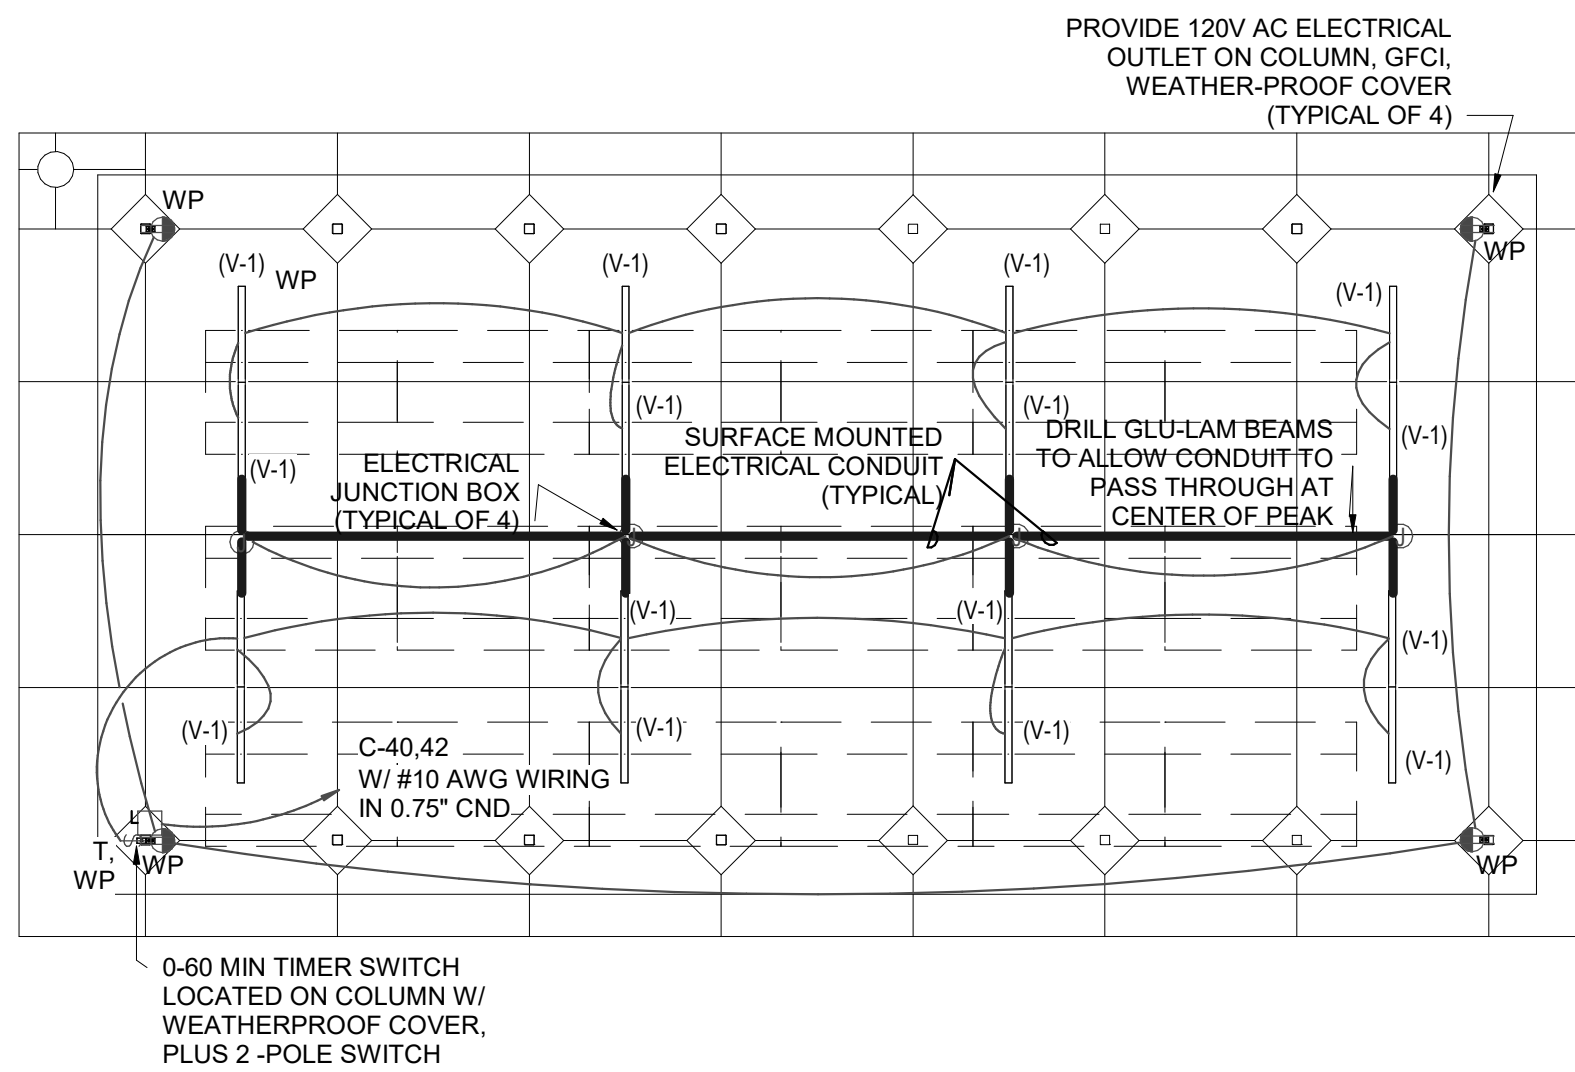 PROVIDE 120V AC ELECTRICAL
OUTLET ON COLUMN, GFCI,
WEATHER-PROOF COVER
(TYPICAL OF 4)
WP
WP
(V-1)
WP
(V-1)
(V-1)
(V-1)
(V-1)
(V-1)
(V-1)
(V-1)
ELECTRICAL
JUNCTION BOX
(TYPICAL OF 4)
SURFACE MOUNTED
ELECTRICAL CONDUIT
(TYPICAL)
DRILL GLU-LAM BEAMS
TO ALLOW CONDUIT TO
PASS THROUGH AT
CENTER OF PEAK
J
J
J
J
(V-1)
(V-1)
(V-1)
(V-1)
(V-1)
(V-1)
(V-1)
C-40,42
W/ #10 AWG WIRING
IN 0.75" CND
L
T,
WP
WP
WP
0-60 MIN TIMER SWITCH
LOCATED ON COLUMN W/
WEATHERPROOF COVER,
PLUS 2 -POLE SWITCH